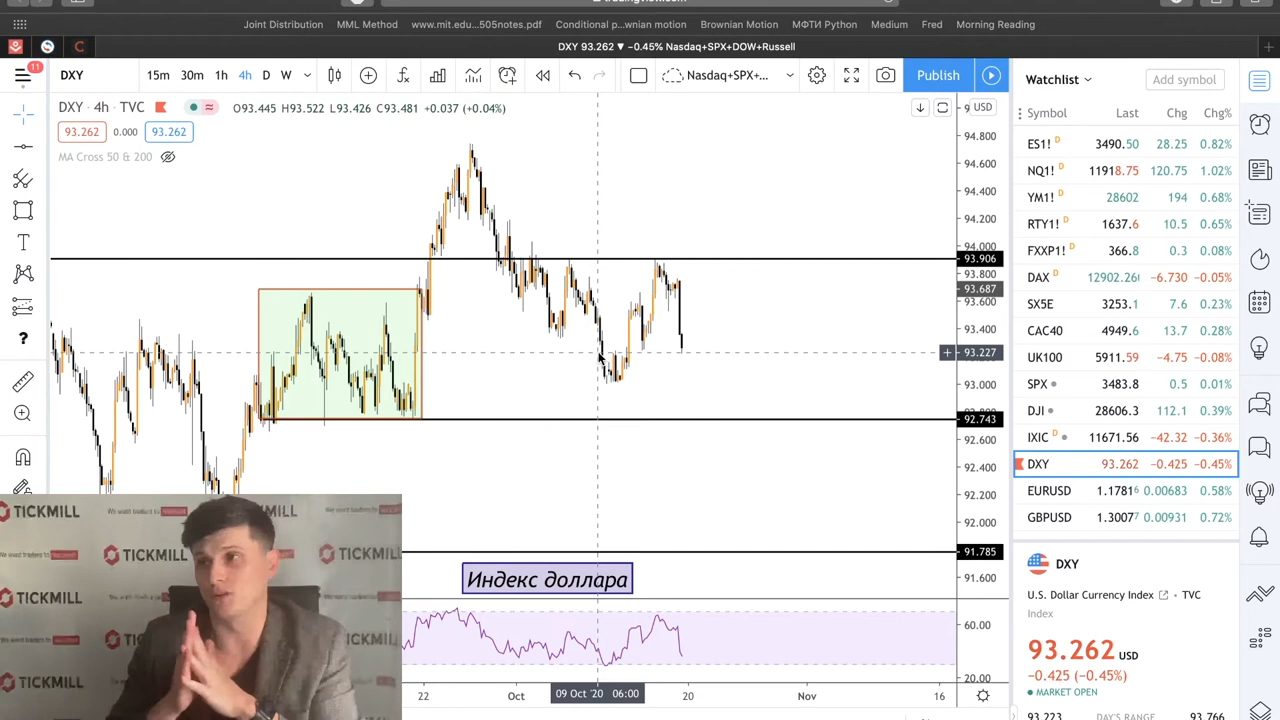 Joint Distribution MML Method www.mit.edu...505notes.pdf Conditional p...wnian motion Brownian Motion МФТИ Python Medium Fred Morning Reading
DXY 93.262 ▼ −0.45% Nasdaq+SPX+DOW+Russell
11
DXY 15m 30m 1h 4h D W Nasdaq+SPX+... Publish
Watchlist Add symbol
DXY · 4h · TVC O93.445 H93.522 L93.426 C93.481 +0.037 (+0.04%)
USD
93.262 0.000 93.262
MA Cross 50 & 200
94.800
94.600
94.400
94.200
94.000
93.906
93.800
93.687
93.600
93.400
93.227
93.000
92.743
92.600
92.400
92.200
92.000
91.785
91.600
Индекс доллара
60.00
20.00
22 Oct 09 Oct '20 06:00 20 Nov 16
Symbol Last Chg Chg%
ES1! D 3490.50 28.25 0.82%
NQ1! D 11918.75 120.75 1.02%
YM1! D 28602 194 0.68%
RTY1! D 1637.6 10.5 0.65%
FXXP1! D 366.8 0.3 0.08%
DAX D 12902.260 −6.730 −0.05%
SX5E 3253.1 7.6 0.23%
CAC40 4949.6 13.7 0.28%
UK100 5911.59 −4.75 −0.08%
SPX 3483.8 0.5 0.01%
DJI 28606.3 112.1 0.39%
IXIC D 11671.56 −42.32 −0.36%
DXY 93.262 −0.425 −0.45%
EURUSD 1.17816 0.00683 0.58%
GBPUSD 1.30077 0.00931 0.72%
DXY
U.S. Dollar Currency Index · TVC
Index
93.262 USD
−0.425 (−0.45%)
MARKET OPEN
93.223 DAY'S RANGE 93.766
TICKMILL
TICKMILL
TICKMILL
TICKMILL
TICKMILL
TICKMILL